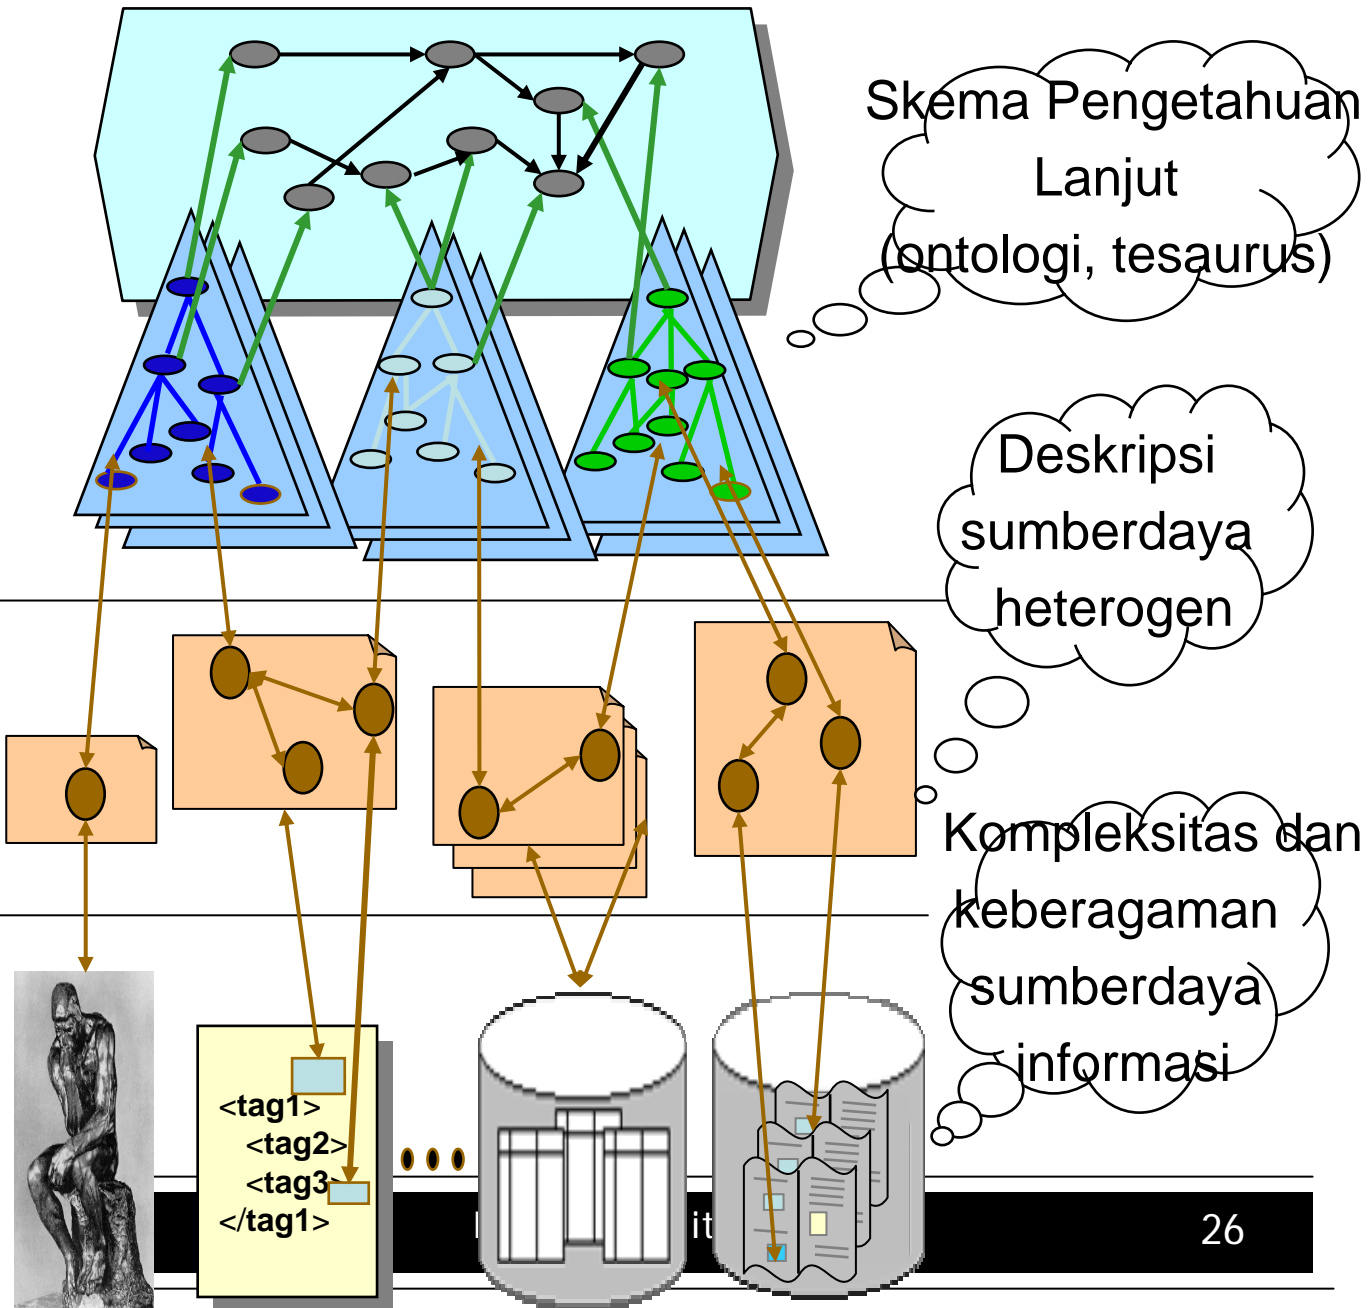 Skema Pengetahuan
Lanjut
(ontologi, tesaurus)
Deskripsi
sumberdaya
heterogen
Kompleksitas dan
keberagaman
sumberdaya
informasi
<tag1>
<tag2>
<tag3>
</tag1>
26